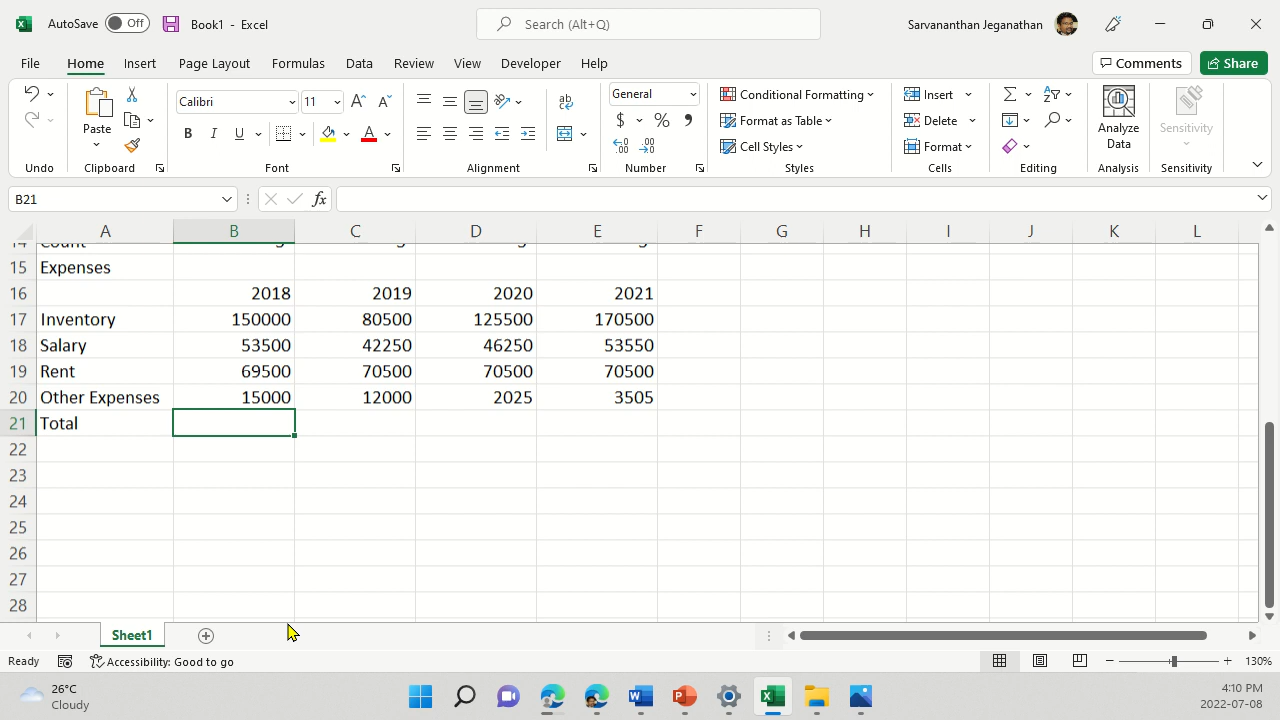 AutoSave Off Book1 - Excel Search (Alt+Q) Sarvananthan Jeganathan
File Home Insert Page Layout Formulas Data Review View Developer Help Comments Share
Calibri 11 General Conditional Formatting Insert
Paste Format as Table Delete Analyze Data Sensitivity
B I U A $ % Cell Styles Format
Undo Clipboard Font Alignment Number Styles Cells Editing Analysis Sensitivity
B21 fx
A B C D E F G H I J K L
14 Count
15 Expenses
16 2018 2019 2020 2021
17 Inventory 150000 80500 125500 170500
18 Salary 53500 42250 46250 53550
19 Rent 69500 70500 70500 70500
20 Other Expenses 15000 12000 2025 3505
21 Total
22
23
24
25
26
27
28
Sheet1
Ready Accessibility: Good to go 130%
26°C 4:10 PM
Cloudy 2022-07-08